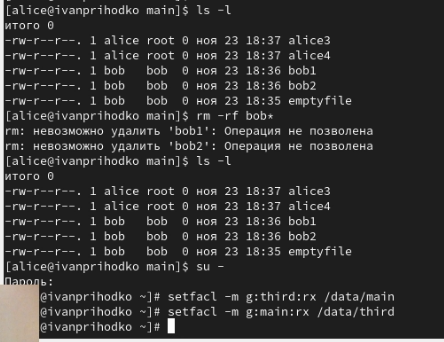 [alice@ivanprihodko main]$ ls -l
итого 0
-rw-r--r--. 1 alice root 0 ноя 23 18:37 alice3
-rw-r--r--. 1 alice root 0 ноя 23 18:37 alice4
-rw-r--r--. 1 bob   bob  0 ноя 23 18:36 bob1
-rw-r--r--. 1 bob   bob  0 ноя 23 18:36 bob2
-rw-r--r--. 1 bob   bob  0 ноя 23 18:35 emptyfile
[alice@ivanprihodko main]$ rm -rf bob*
rm: невозможно удалить 'bob1': Операция не позволена
rm: невозможно удалить 'bob2': Операция не позволена
[alice@ivanprihodko main]$ ls -l
итого 0
-rw-r--r--. 1 alice root 0 ноя 23 18:37 alice3
-rw-r--r--. 1 alice root 0 ноя 23 18:37 alice4
-rw-r--r--. 1 bob   bob  0 ноя 23 18:36 bob1
-rw-r--r--. 1 bob   bob  0 ноя 23 18:36 bob2
-rw-r--r--. 1 bob   bob  0 ноя 23 18:35 emptyfile
[alice@ivanprihodko main]$ su -
Пароль:
@ivanprihodko ~]# setfacl -m g:third:rx /data/main
@ivanprihodko ~]# setfacl -m g:main:rx /data/third
@ivanprihodko ~]#